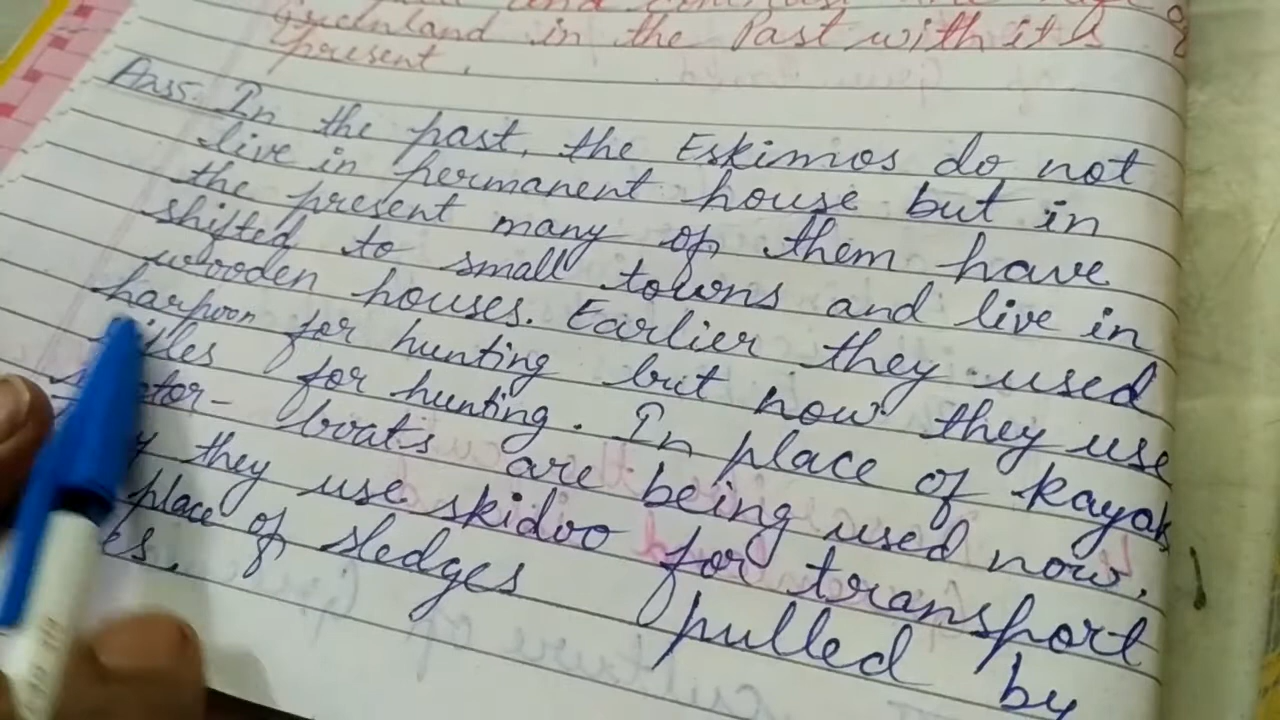 Greenland in the Past with it's
present.
Ans. In the past, the Eskimos do not
live in permanent house but in
the present many of them have
shifted to small towns and live in
wooden houses. Earlier they used
harpoon for hunting but now they use
for hunting. In place of kayak
boats are being used now.
they use skidoo for transport
place of sledges pulled by